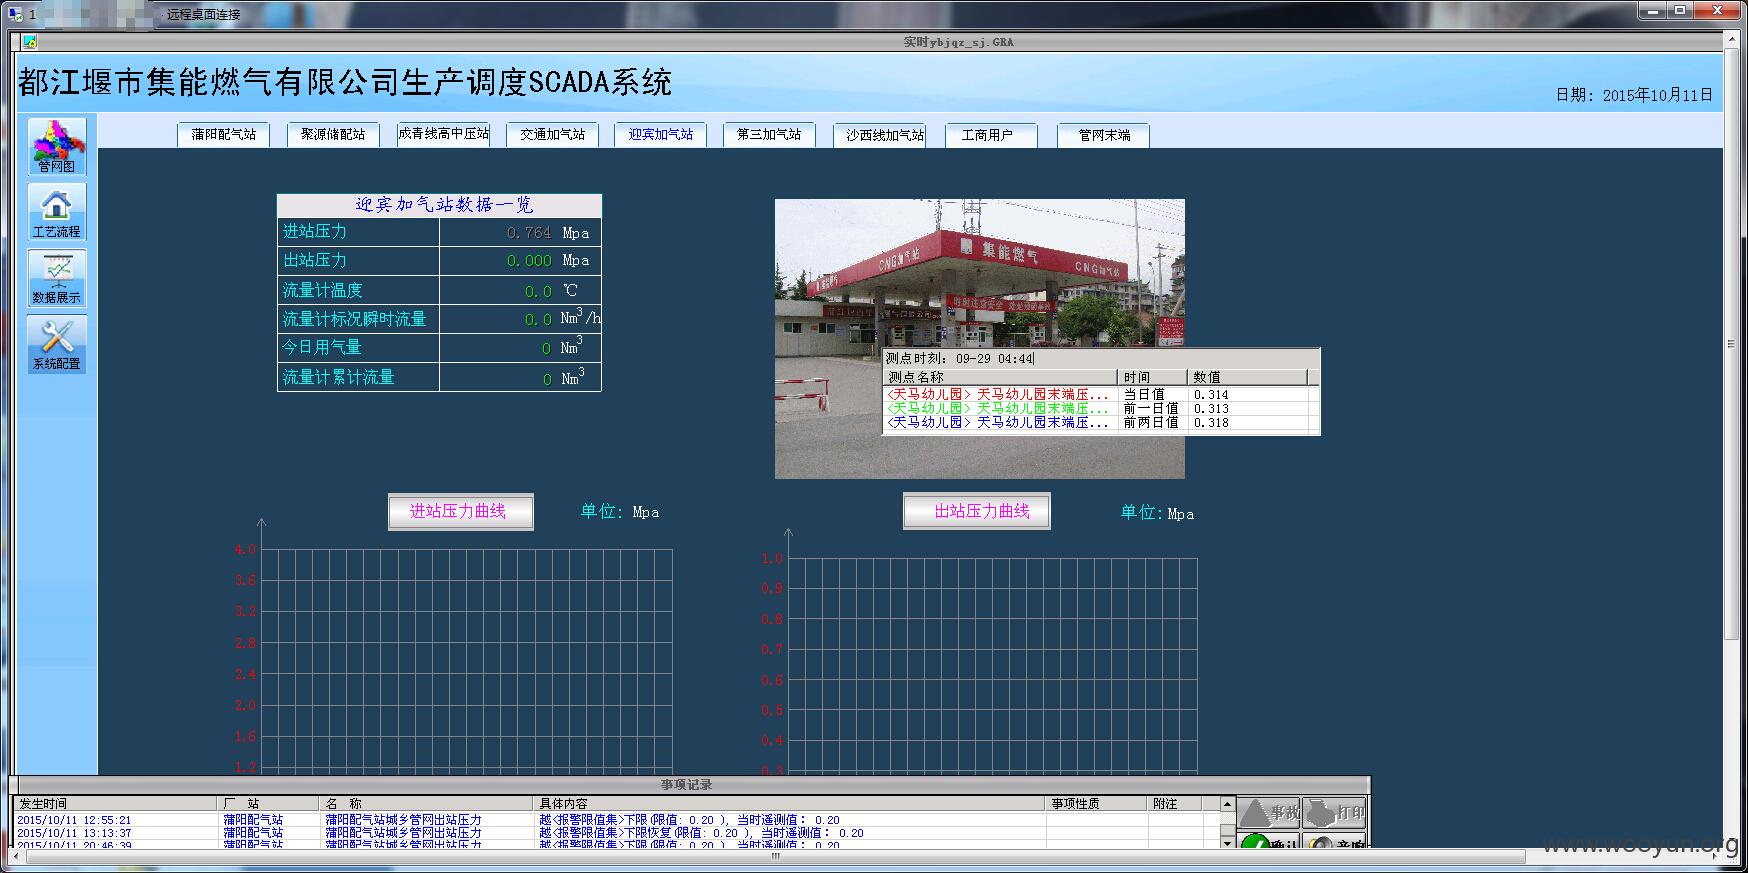 1 - 远程桌面连接
实时ybjqz_sj.GRA
都江堰市集能燃气有限公司生产调度SCADA系统
日期: 2015年10月11日
蒲阳配气站 聚源储配站 成青线高中压站 交通加气站 迎宾加气站 第三加气站 沙西线加气站 工商用户 管网末端
管网图
工艺流程
数据展示
系统配置
迎宾加气站数据一览
进站压力 0.764 Mpa
出站压力 0.000 Mpa
流量计温度 0.0 ℃
流量计标况瞬时流量 0.0 Nm3/h
今日用气量 0 Nm3
流量计累计流量 0 Nm3
CNG加气站 集能燃气 CNG加气站
测点时刻: 09-29 04:44
测点名称 时间 数值
<天马幼儿园> 天马幼儿园末端压... 当日值 0.314
<天马幼儿园> 天马幼儿园末端压... 前一日值 0.313
<天马幼儿园> 天马幼儿园末端压... 前两日值 0.318
进站压力曲线 单位: Mpa
4.0
3.6
3.2
2.8
2.4
2.0
1.6
1.2
出站压力曲线 单位: Mpa
1.0
0.9
0.8
0.7
0.6
0.5
0.4
0.3
事项记录
发生时间 厂 站 名 称 具体内容 事项性质 附注
2015/10/11 12:55:21 蒲阳配气站 蒲阳配气站城乡管网出站压力 越<报警限值集>下限(限值: 0.20 ), 当时遥测值: 0.20
2015/10/11 13:13:37 蒲阳配气站 蒲阳配气站城乡管网出站压力 越<报警限值集>下限恢复(限值: 0.20 ), 当时遥测值: 0.20
2015/10/11 20:46:39 蒲阳配气站 蒲阳配气站城乡管网出站压力 越<报警限值集>下限(限值: 0.20 ), 当时遥测值: 0.20
事故 打印
确认 音响
www.wooyun.org